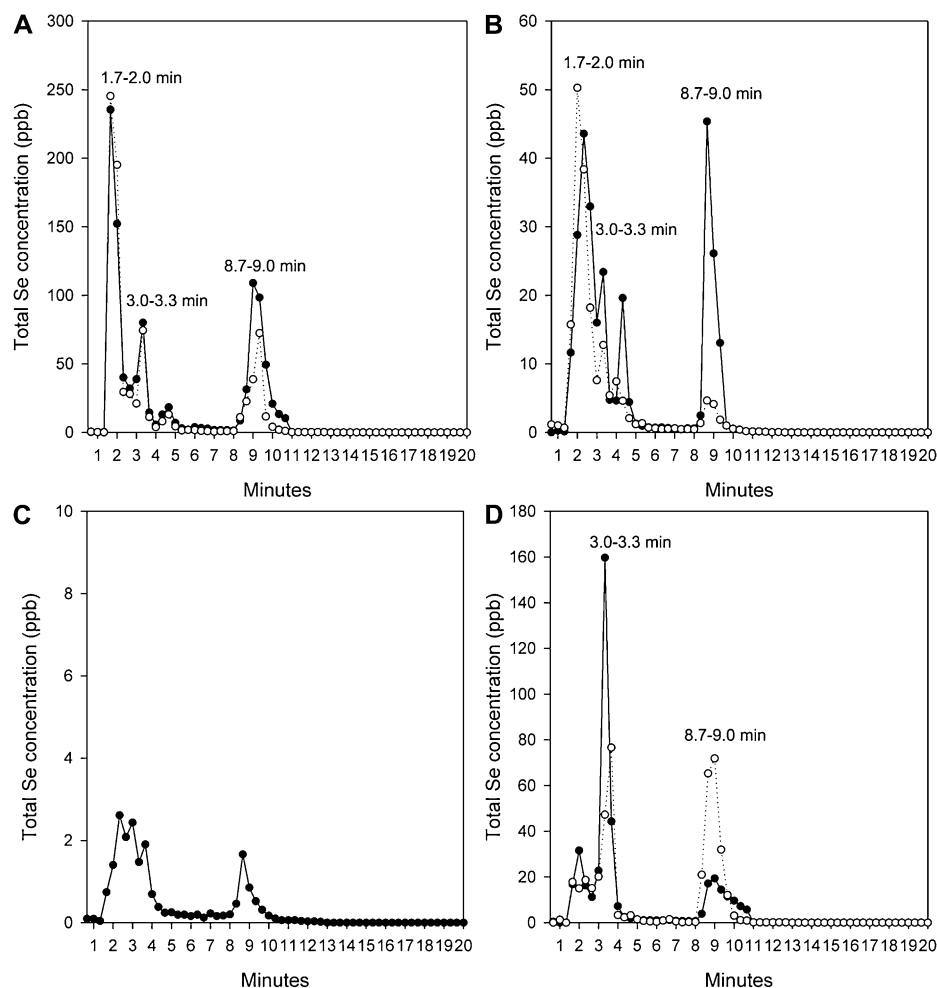 A
300
250
200
150
100
50
0
Total Se concentration (ppb)
1.7-2.0 min
3.0-3.3 min
8.7-9.0 min
1 2 3 4 5 6 7 8 9 10 11 12 13 14 15 16 17 18 19 20
Minutes
B
60
50
40
30
20
10
0
Total Se concentration (ppb)
1.7-2.0 min
8.7-9.0 min
3.0-3.3 min
1 2 3 4 5 6 7 8 9 10 11 12 13 14 15 16 17 18 19 20
Minutes
C
10
8
6
4
2
0
Total Se concentration (ppb)
1 2 3 4 5 6 7 8 9 10 11 12 13 14 15 16 17 18 19 20
Minutes
D
180
160
140
120
100
80
60
40
20
0
Total Se concentration (ppb)
3.0-3.3 min
8.7-9.0 min
1 2 3 4 5 6 7 8 9 10 11 12 13 14 15 16 17 18 19 20
Minutes